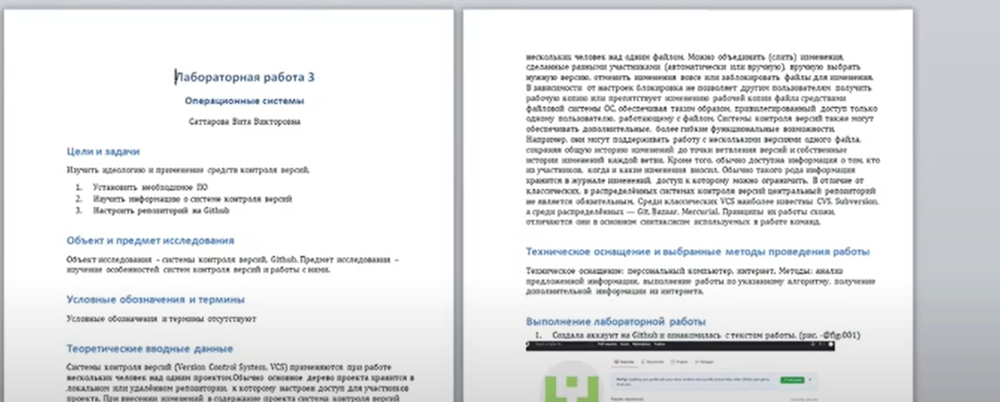 Лабораторная работа 3
Операционные системы
Саттарова Вита Викторовна
Цели и задачи
Изучить идеологию и применение средств контроля версий.
1. Установить необходимое ПО
2. Изучить информацию о системе контроля версий
3. Настроить репозиторий на Github
Объект и предмет исследования
Объект исследования – системы контроля версий, Github. Предмет исследования –
изучение особенностей систем контроля версий и работы с ними.
Условные обозначения и термины
Условные обозначения и термины отсутствуют
Теоретические вводные данные
Системы контроля версий (Version Control System, VCS) применяются при работе
нескольких человек над одним проектом.Обычно основное дерево проекта хранится в
локальном или удалённом репозитории, к которому настроен доступ для участников
проекта. При внесении изменений в содержание проекта система контроля версий
нескольких человек над одним файлом. Можно объединить (слить) изменения,
сделанные разными участниками (автоматически или вручную), вручную выбрать
нужную версию, отменить изменения вовсе или заблокировать файлы для изменения.
В зависимости от настроек блокировка не позволяет другим пользователям получить
рабочую копию или препятствует изменению рабочей копии файла средствами
файловой системы ОС, обеспечивая таким образом, привилегированный доступ только
одному пользователю, работающему с файлом. Системы контроля версий также могут
обеспечивать дополнительные, более гибкие функциональные возможности.
Например, они могут поддерживать работу с несколькими версиями одного файла,
сохраняя общую историю изменений до точки ветвления версий и собственные
истории изменений каждой ветви. Кроме того, обычно доступна информация о том, кто
из участников, когда и какие изменения вносил. Обычно такого рода информация
хранится в журнале изменений, доступ к которому можно ограничить. В отличие от
классических, в распределённых системах контроля версий центральный репозиторий
не является обязательным. Среди классических VCS наиболее известны CVS, Subversion,
а среди распределённых — Git, Bazaar, Mercurial. Принципы их работы схожи,
отличаются они в основном синтаксисом используемых в работе команд.
Техническое оснащение и выбранные методы проведения работы
Техническое оснащение: персональный компьютер, интернет. Методы: анализ
предложенной информации, выполнение работы по указанному алгоритму, получение
дополнительной информации из интернета.
Выполнение лабораторной работы
1. Создала аккаунт на Github и ознакомилась с текстом работы. (рис. -@fig:001)